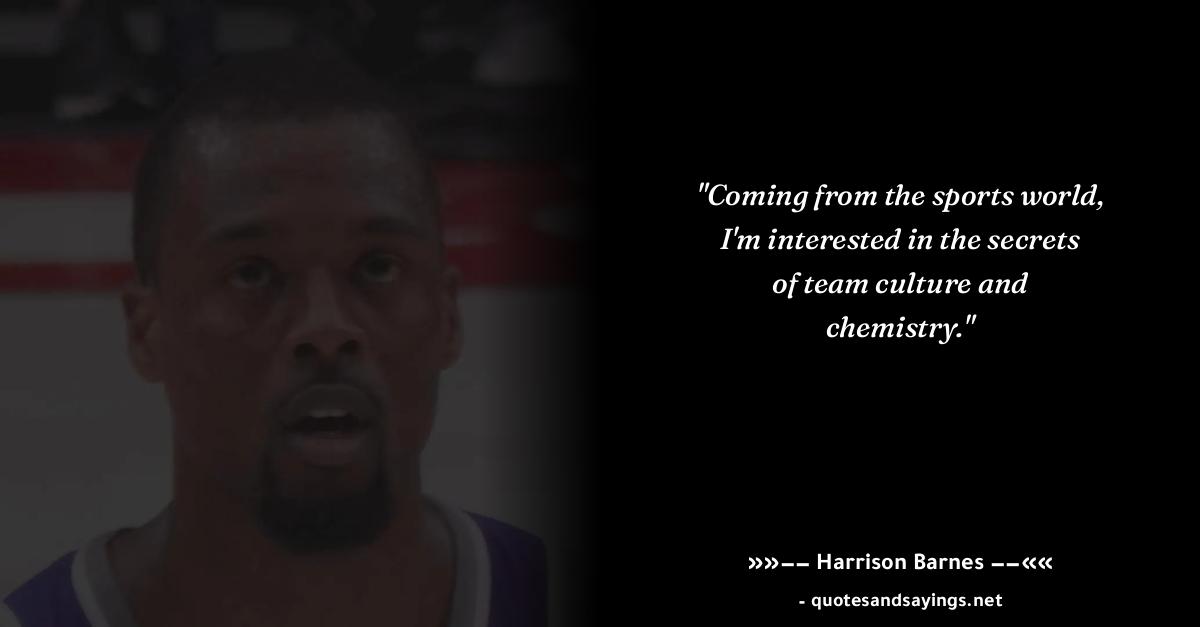 "Coming from the sports world,
I'm interested in the secrets
of team culture and
chemistry."
»»−− Harrison Barnes −−««
- quotesandsayings.net